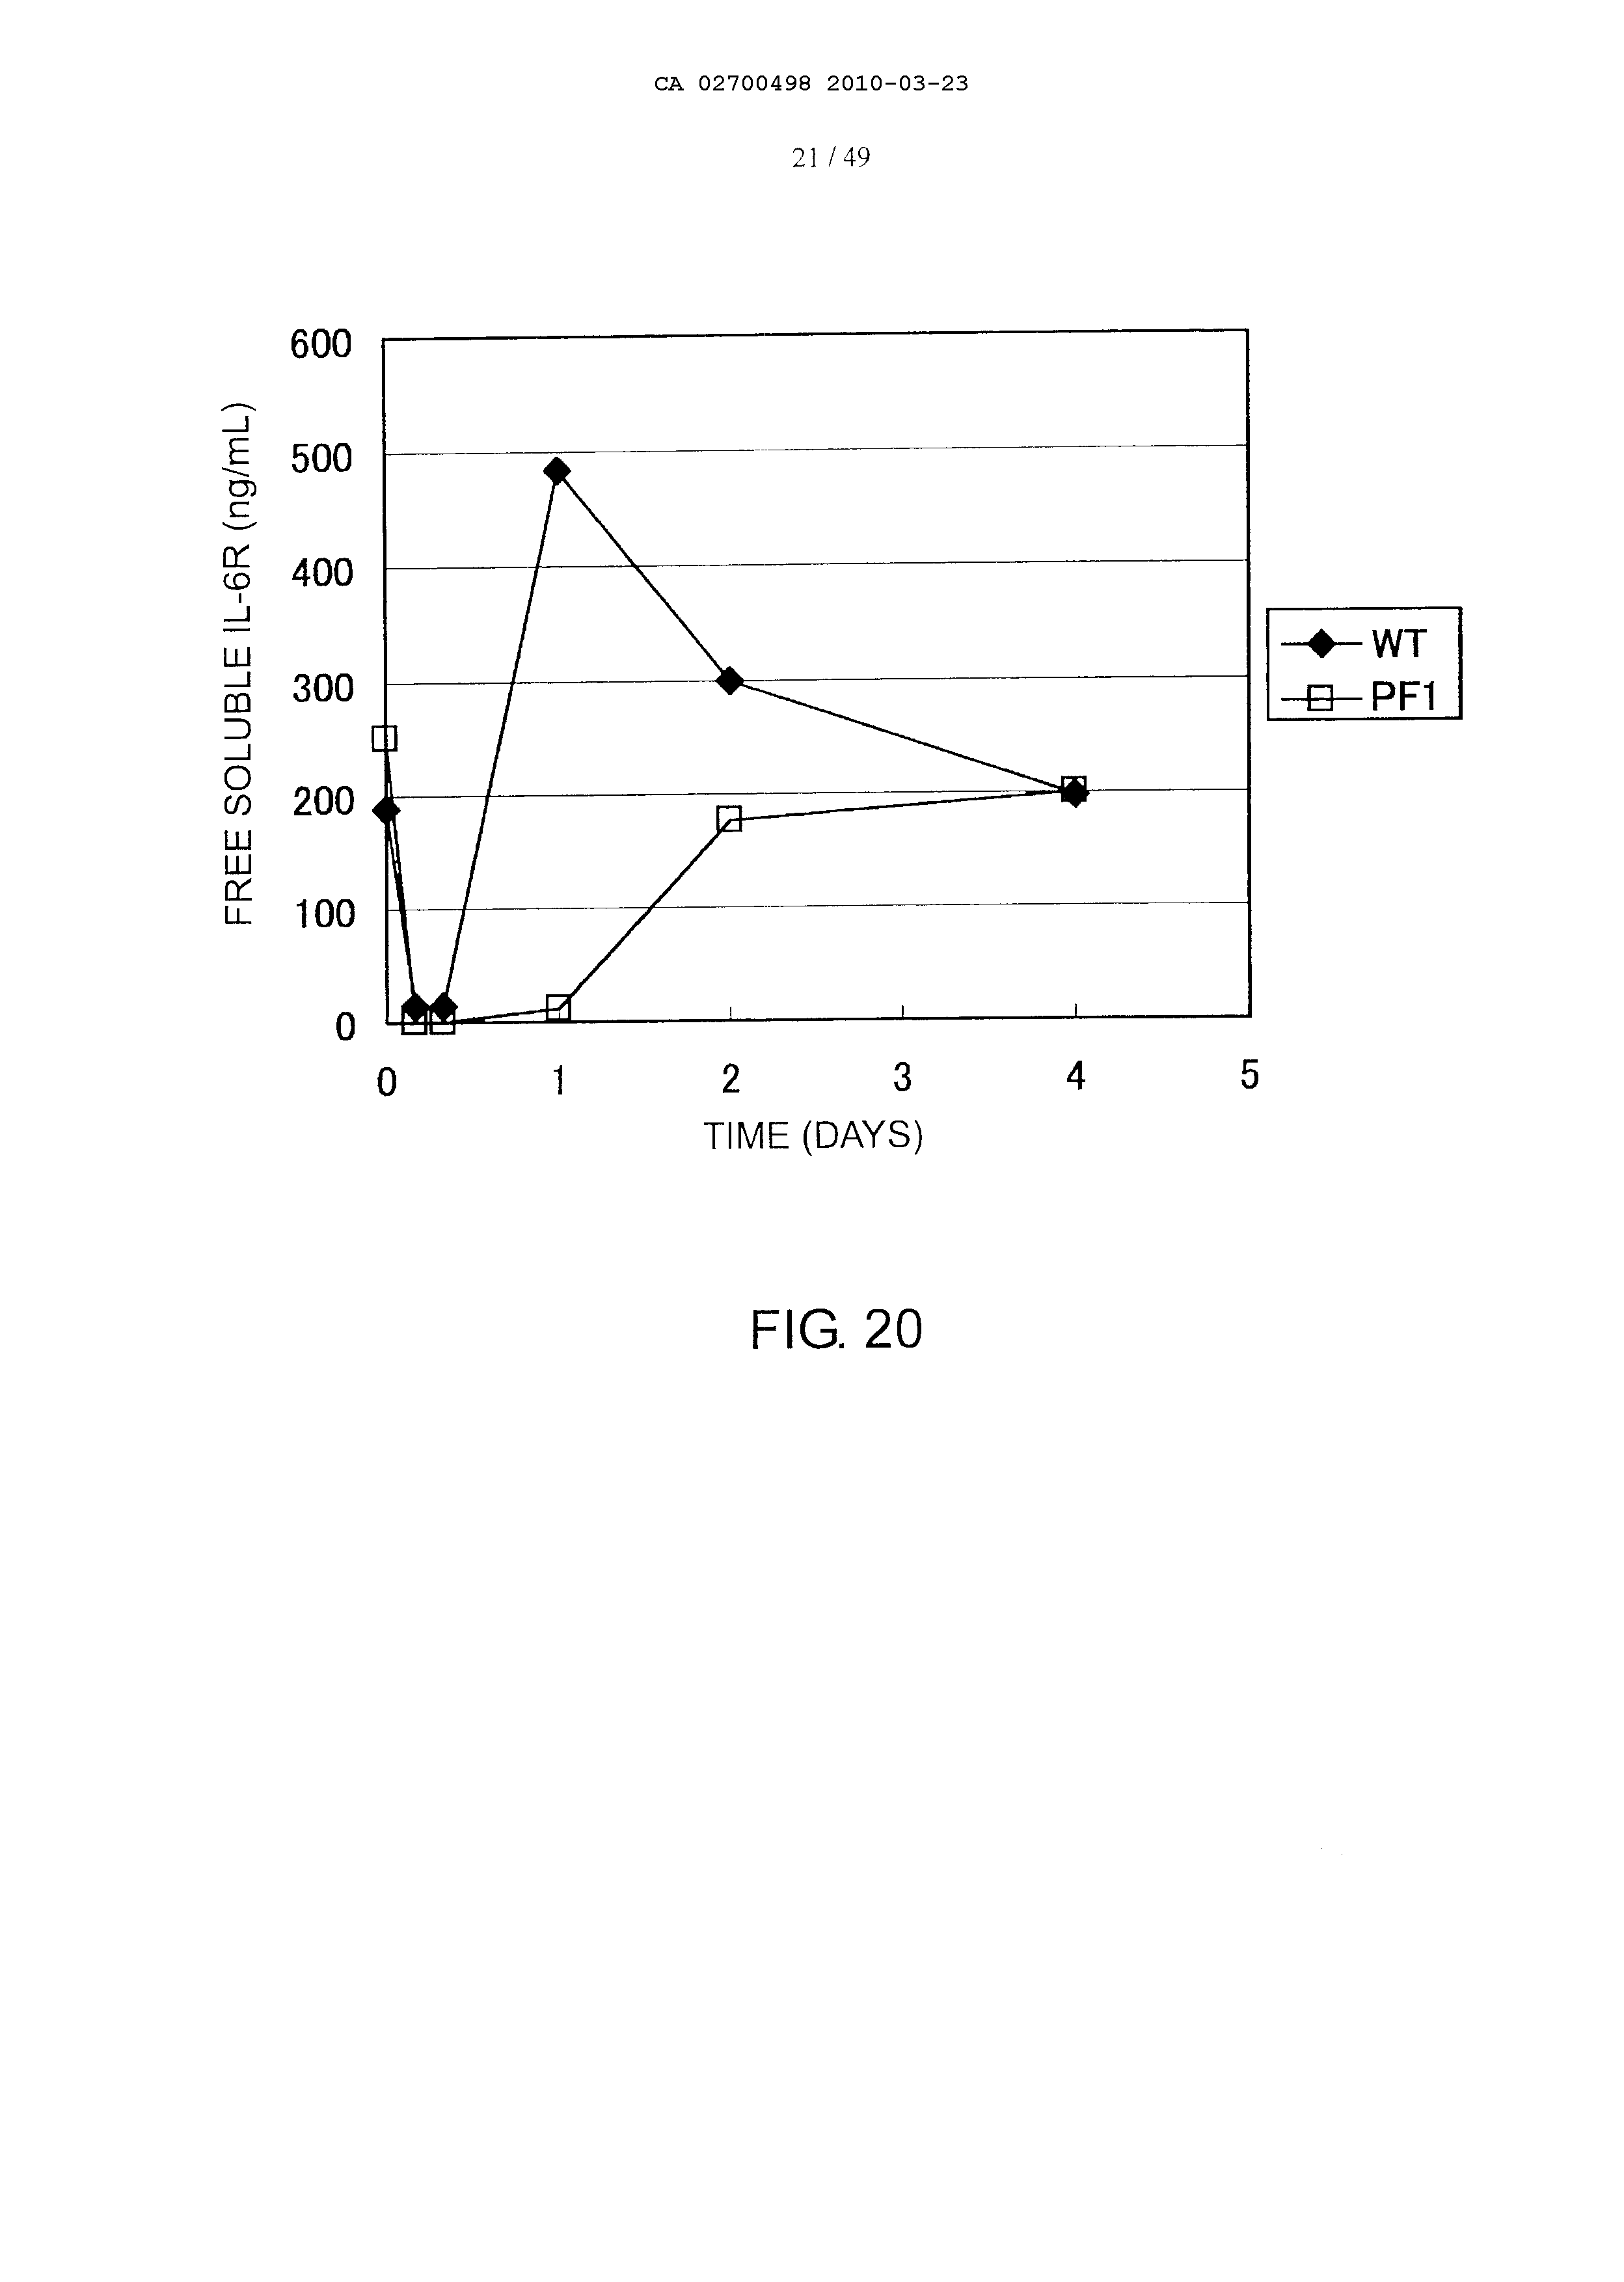 CA 02700498 2010-03-23
21 / 49
FREE SOLUBLE IL-6R (ng/mL)
600
500
400
300
200
100
0
0 1 2 3 4 5
TIME (DAYS)
WT
PF1
FIG. 20